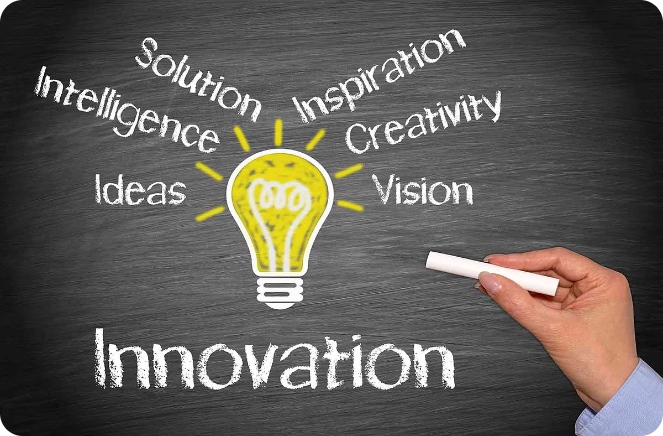 Solution
Inspiration
Intelligence
Creativity
Ideas
Vision
Innovation